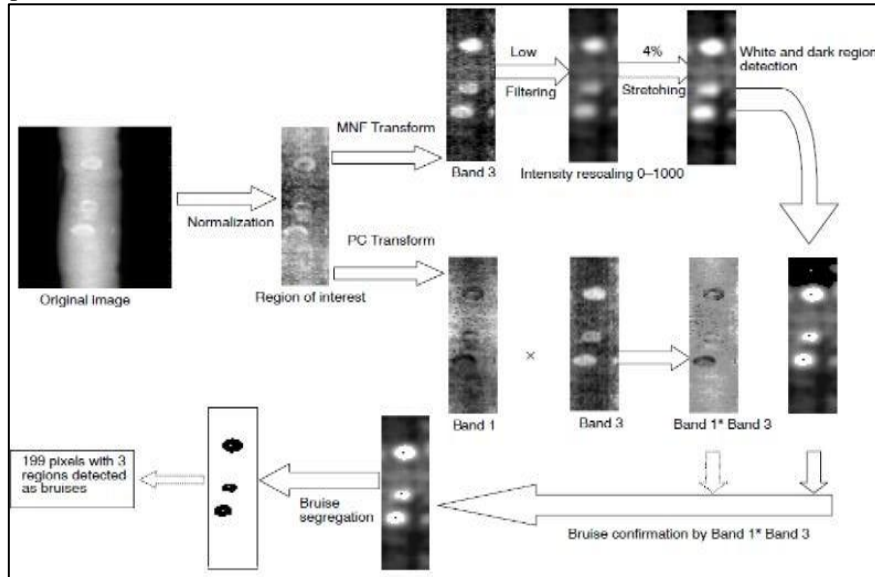 Low
Filtering
4%
Stretohing
White and dark region
detection
MNF Transform
Band 3
Intensity rescaling 0–1000
Normalization
PC Transform
Original image
Region of interest
×
Band 1
Band 3
Band 1* Band 3
199 pixels with 3
regions detected
as bruises
Bruise
segregation
Bruise confirmation by Band 1* Band 3